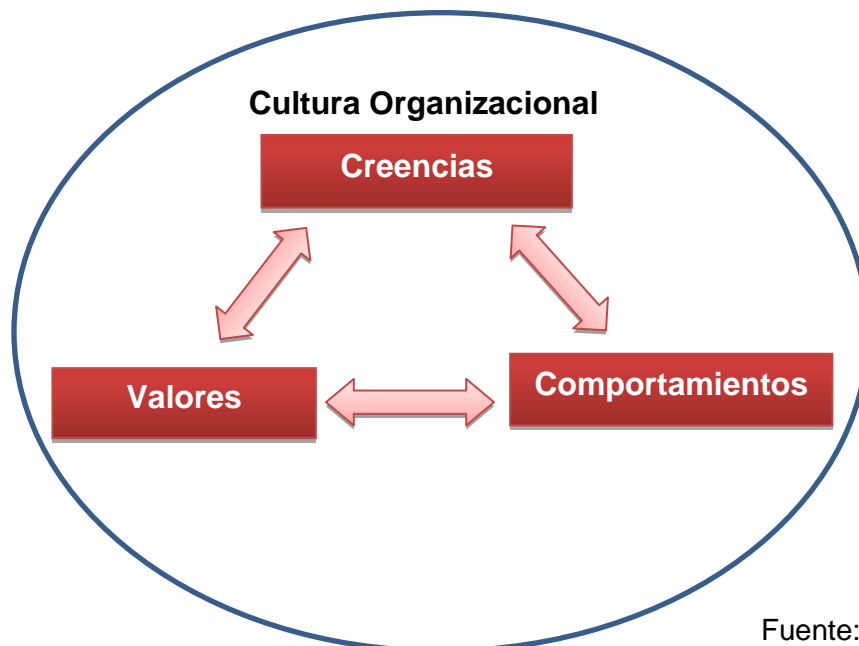 Cultura Organizacional
Creencias
Valores
Comportamientos
Fuente: